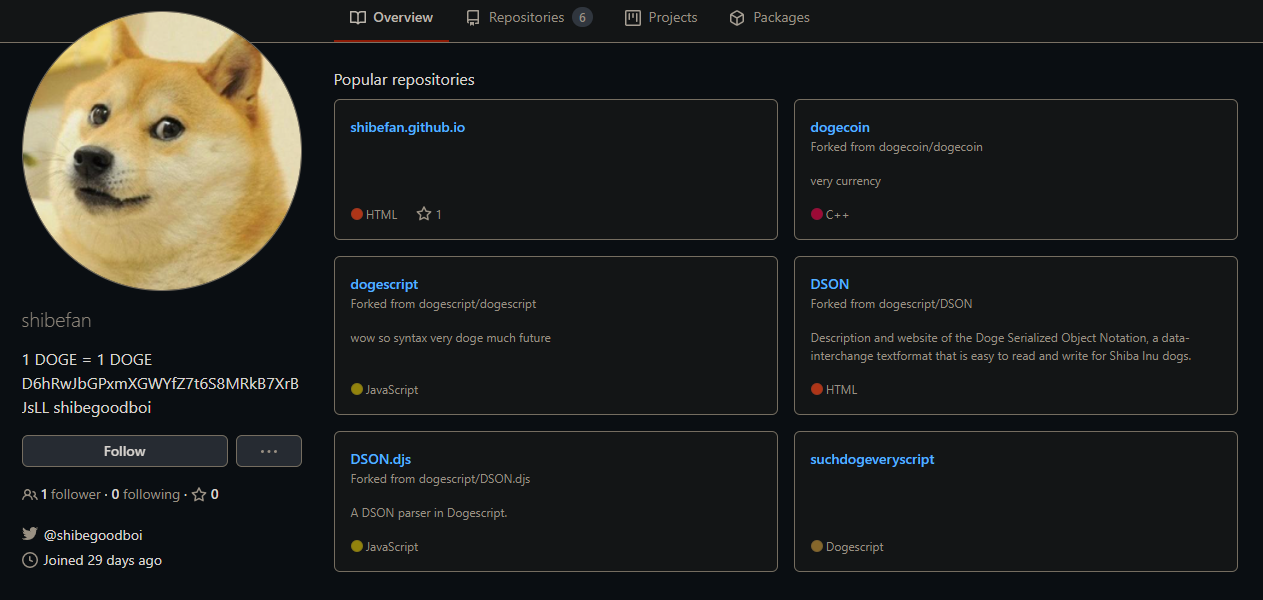 Overview
Repositories 6
Projects
Packages
shibefan
1 DOGE = 1 DOGE
D6hRwJbGPxmXGWYfZ7t6S8MRkB7XrB
JsLL shibegoodboi
Follow
...
1 follower · 0 following · 0
@shibegoodboi
Joined 29 days ago
Popular repositories
shibefan.github.io
HTML 1
dogecoin
Forked from dogecoin/dogecoin
very currency
C++
dogescript
Forked from dogescript/dogescript
wow so syntax very doge much future
JavaScript
DSON
Forked from dogescript/DSON
Description and website of the Doge Serialized Object Notation, a data-
interchange textformat that is easy to read and write for Shiba Inu dogs.
HTML
DSON.djs
Forked from dogescript/DSON.djs
A DSON parser in Dogescript.
JavaScript
suchdogeveryscript
Dogescript